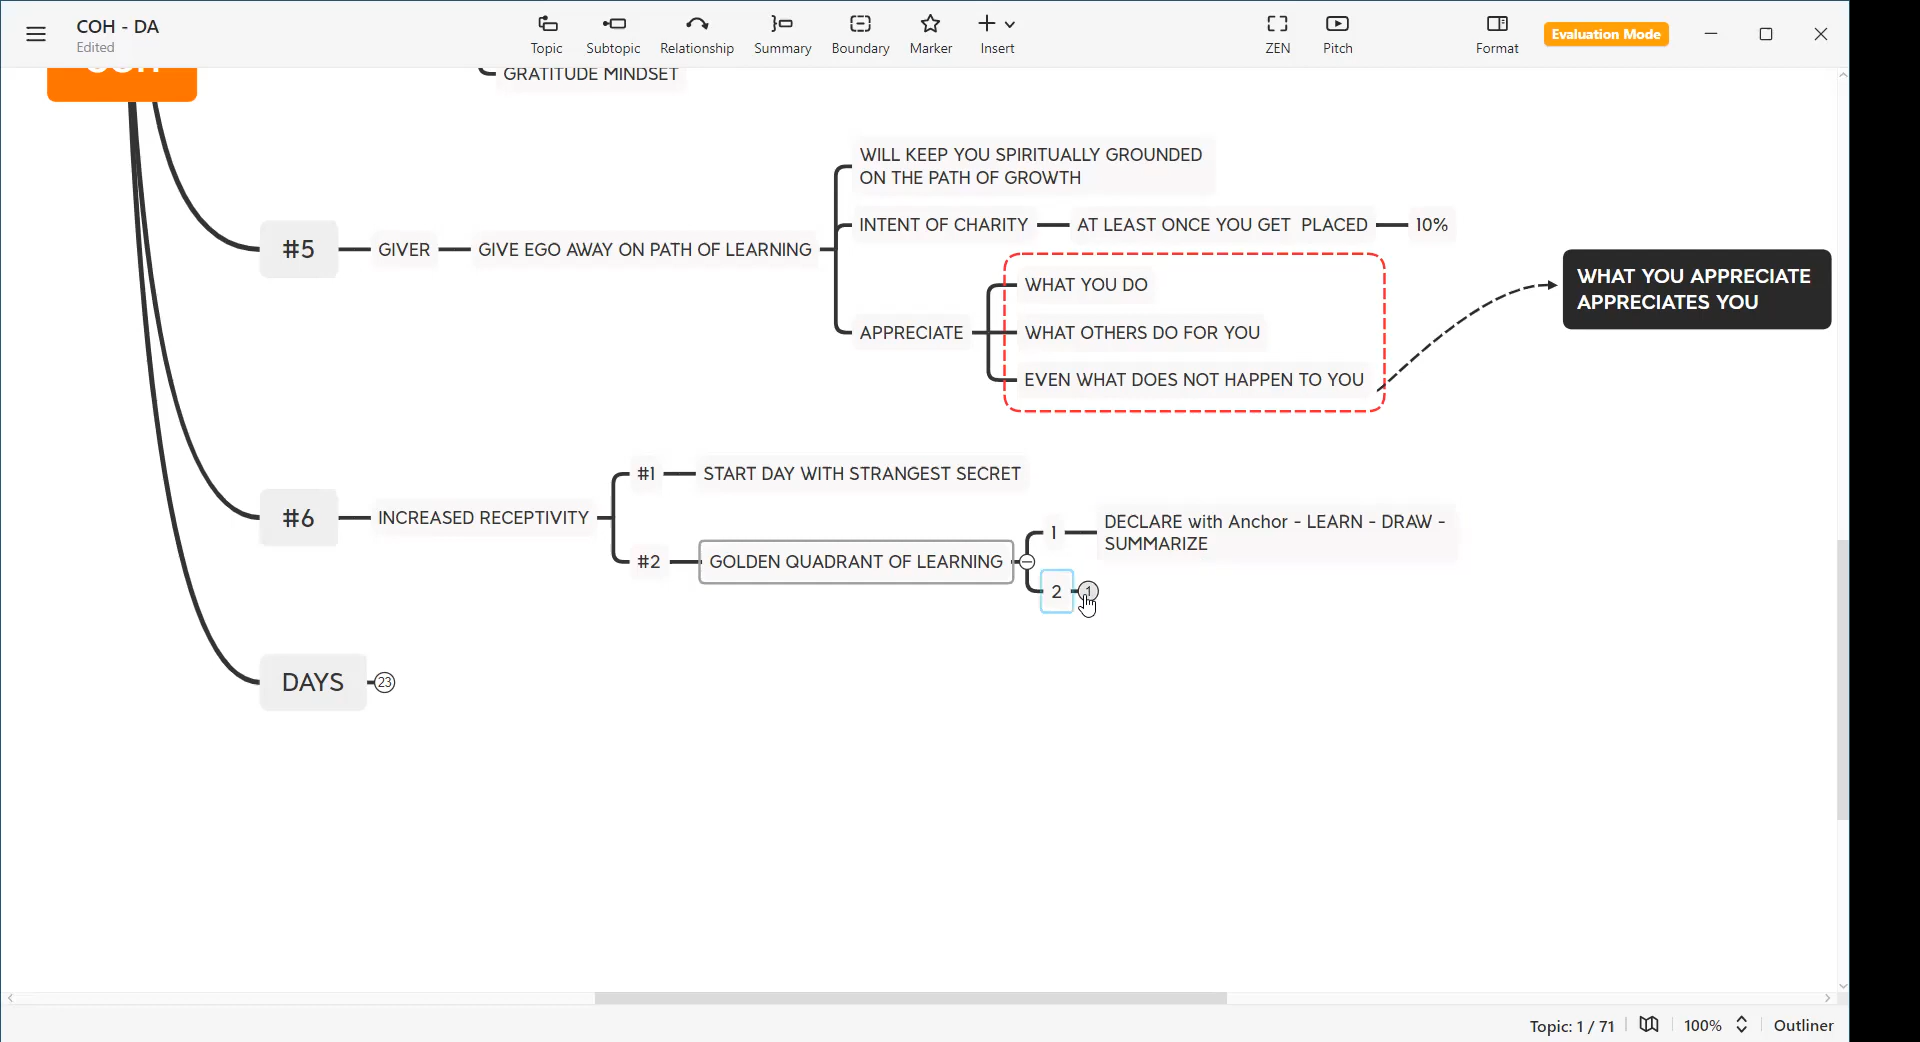 COH - DA
Edited
Topic
Subtopic
Relationship
Summary
Boundary
Marker
Insert
ZEN
Pitch
Format
Evaluation Mode
COH
GRATITUDE MINDSET
#5
GIVER
GIVE EGO AWAY ON PATH OF LEARNING
WILL KEEP YOU SPIRITUALLY GROUNDED
ON THE PATH OF GROWTH
INTENT OF CHARITY
AT LEAST ONCE YOU GET  PLACED
10%
APPRECIATE
WHAT YOU DO
WHAT OTHERS DO FOR YOU
EVEN WHAT DOES NOT HAPPEN TO YOU
WHAT YOU APPRECIATE
APPRECIATES YOU
#6
INCREASED RECEPTIVITY
#1
START DAY WITH STRANGEST SECRET
#2
GOLDEN QUADRANT OF LEARNING
1
DECLARE with Anchor - LEARN - DRAW -
SUMMARIZE
2
1
DAYS
23
Topic: 1 / 71
100%
Outliner